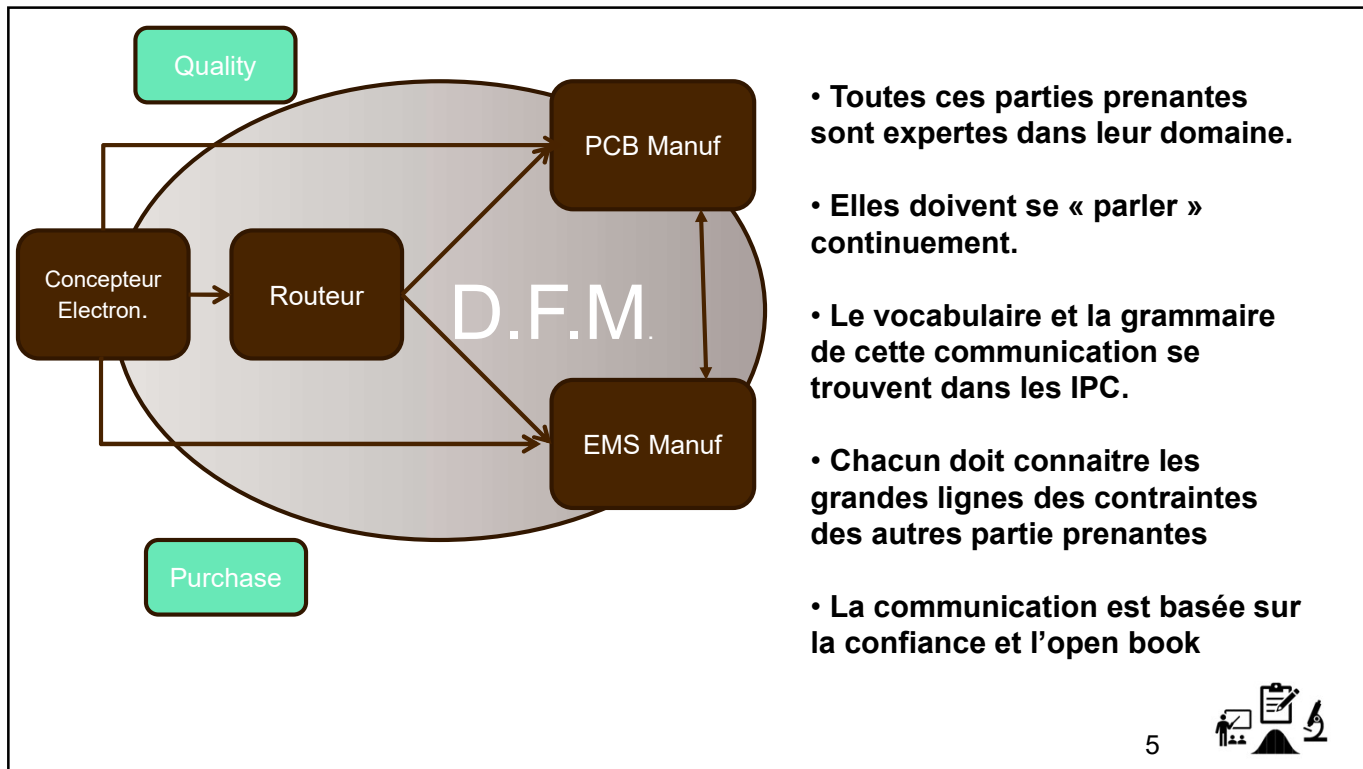 Quality
PCB Manuf
Concepteur
Electron.
Routeur
D.F.M.
EMS Manuf
Purchase
• Toutes ces parties prenantes
sont expertes dans leur domaine.
• Elles doivent se « parler »
continuement.
• Le vocabulaire et la grammaire
de cette communication se
trouvent dans les IPC.
• Chacun doit connaitre les
grandes lignes des contraintes
des autres partie prenantes
• La communication est basée sur
la confiance et l’open book
5